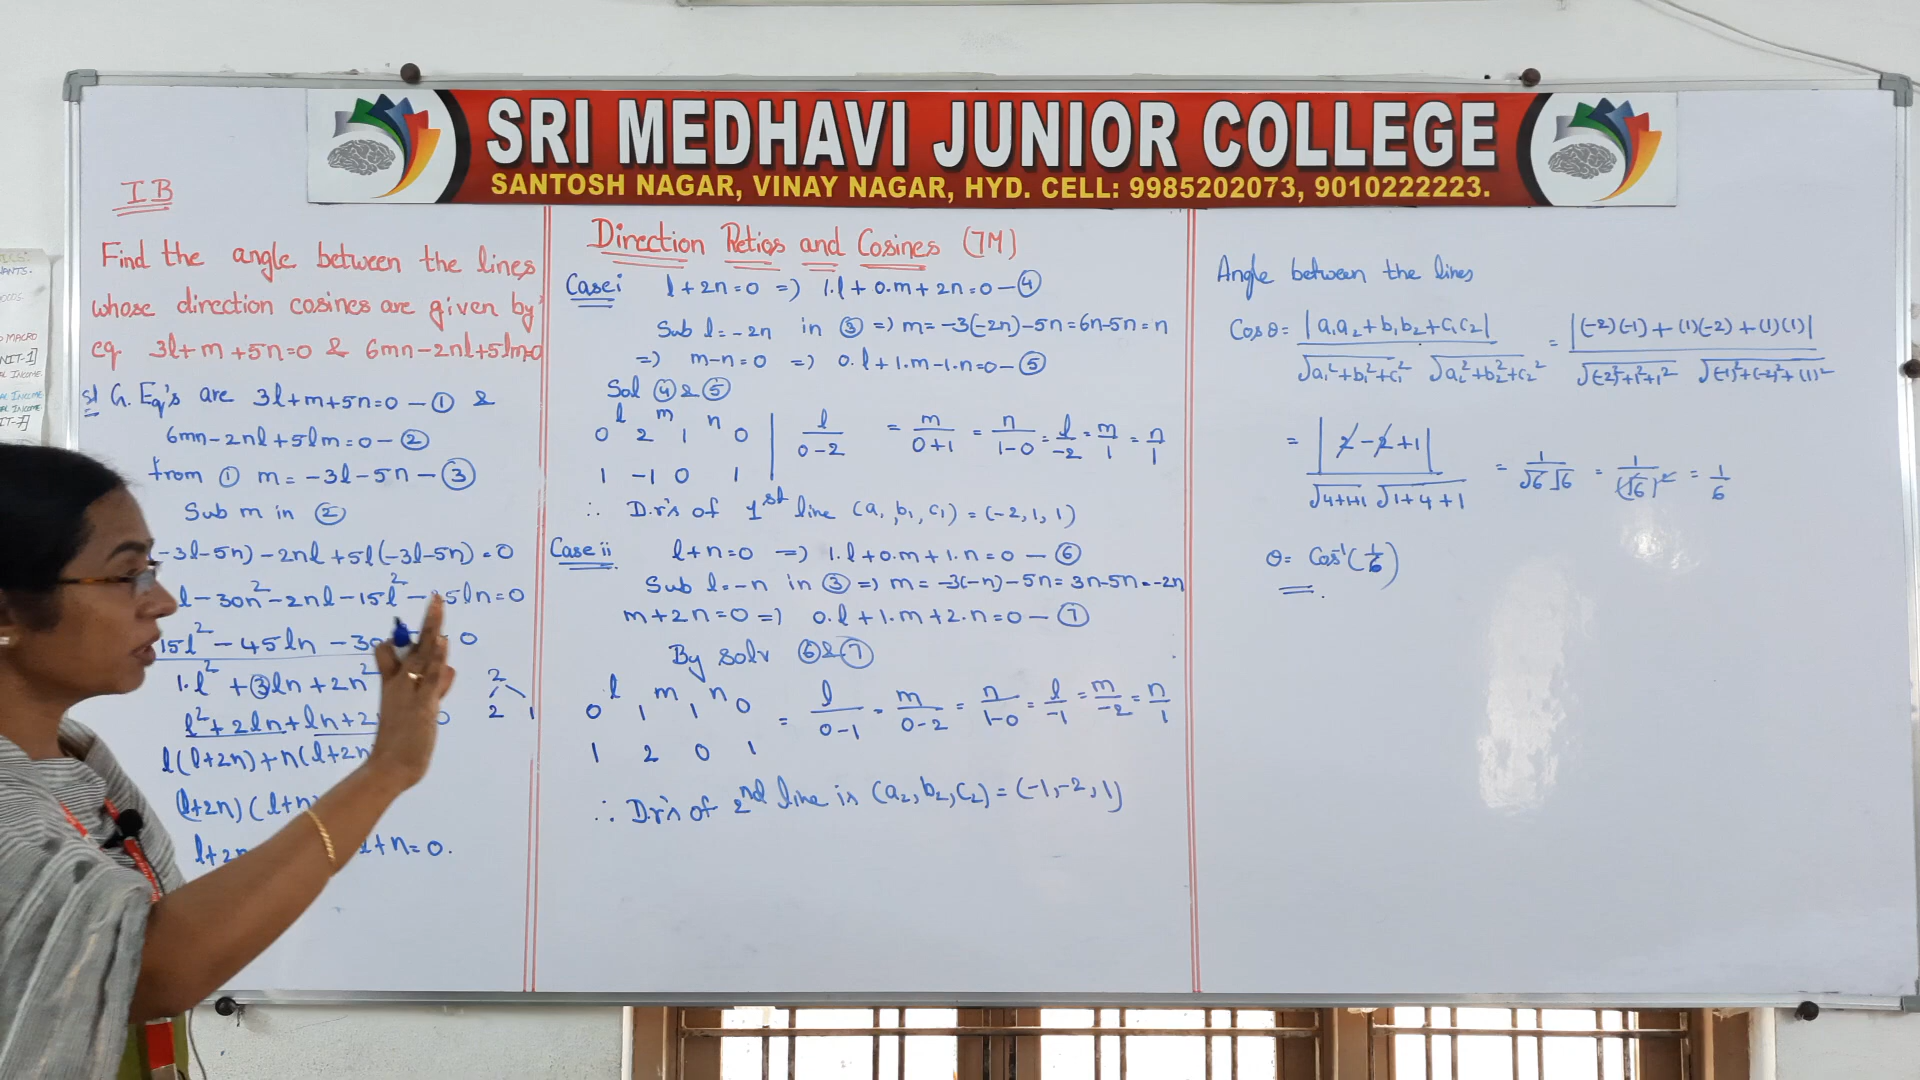 SRI MEDHAVI JUNIOR COLLEGE
SANTOSH NAGAR, VINAY NAGAR, HYD. CELL: 9985202073, 9010222223.
IB
Find the angle between the lines
whose direction cosines are given by
eq 3l+m+5n=0 & 6mn-2nl+5lm=0
G. Eq's are 3l+m+5n=0 - ① &
6mn-2nl+5lm=0 - ②
from ① m = -3l-5n - ③
Sub m in ②
-3l-5n) - 2nl + 5l(-3l-5n) = 0
l - 30n² - 2nl - 15l² - 25ln = 0
15l² - 45ln - 30 0
1.l² + 3ln + 2n²
2
2 1
l² + 2ln + ln + 2 0
l(l+2n) + n(l+2n
(l+2n)(l+n
l+2n l+n=0.
Direction Retios and Cosines (7M)
Case i l+2n=0 => 1.l+0.m+2n=0 - ④
Sub l=-2n in ③ => m=-3(-2n)-5n=6n-5n=n
=> m-n=0 => 0.l+1.m-1.n=0 - ⑤
Sol ④ & ⑤
l m n
0 2 1 0 | l/0-2 = m/0+1 = n/1-0 = l/-2 = m/1 = n/1
1 -1 0 1
∴ D.r's of 1st line (a1, b1, c1) = (-2, 1, 1)
Case ii l+n=0 => 1.l+0.m+1.n=0 - ⑥
Sub l=-n in ③ => m=-3(-n)-5n=3n-5n=-2n
m+2n=0 => 0.l+1.m+2.n=0 - ⑦
By solv ⑥&⑦
l m n
0 1 1 0 = l/0-1 = m/0-2 = n/1-0 = l/-1 = m/-2 = n/1
1 2 0 1
∴ D.r's of 2nd line is (a2, b2, c2) = (-1, -2, 1)
Angle between the lines
Cosθ = |a1a2+b1b2+c1c2| / √a1²+b1²+c1² √a2²+b2²+c2² = |(-2)(-1)+(1)(-2)+(1)(1)| / √(-2)²+1²+1² √(-1)²+(-2)²+(1)²
= |2-2+1| / √4+1+1 √1+4+1 = 1/√6√6 = 1/(√6)² = 1/6
θ = Cos⁻¹(1/6)